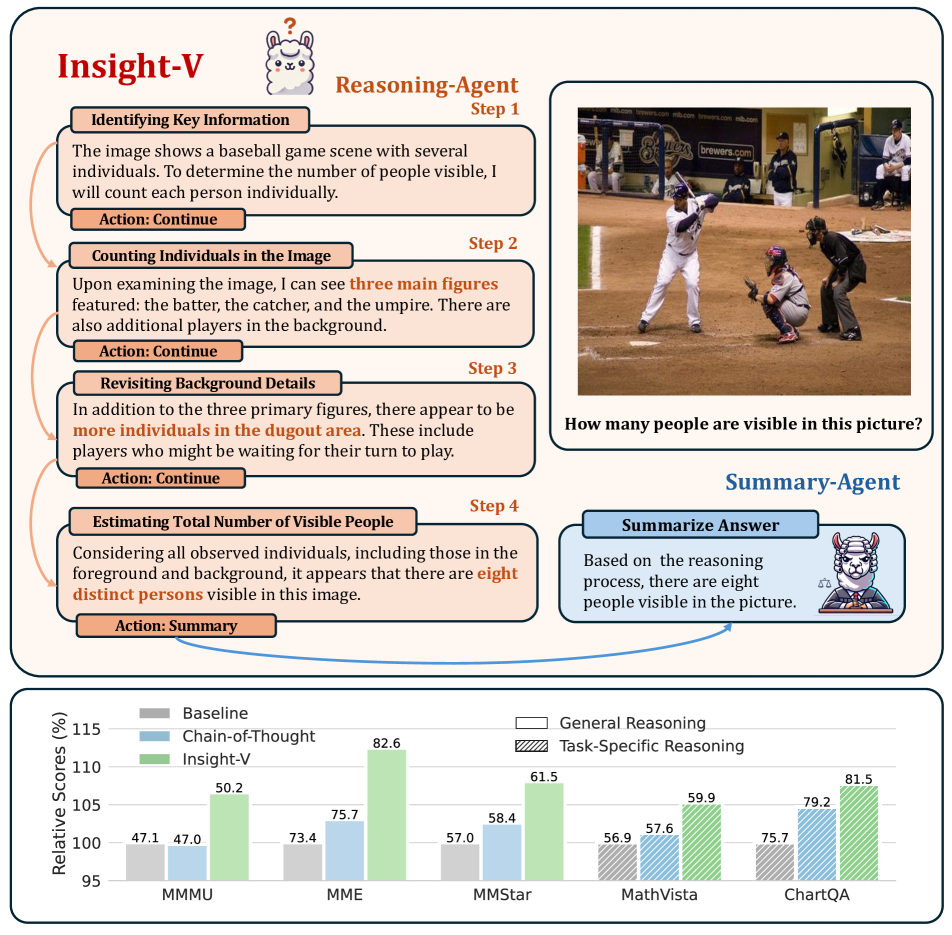 Insight-V
?
Reasoning-Agent
Step 1
Identifying Key Information
The image shows a baseball game scene with several
individuals. To determine the number of people visible, I
will count each person individually.
Action: Continue
Step 2
Counting Individuals in the Image
Upon examining the image, I can see three main figures
featured: the batter, the catcher, and the umpire. There are
also additional players in the background.
Action: Continue
Step 3
Revisiting Background Details
In addition to the three primary figures, there appear to be
more individuals in the dugout area. These include
players who might be waiting for their turn to play.
Action: Continue
Step 4
Estimating Total Number of Visible People
Considering all observed individuals, including those in the
foreground and background, it appears that there are eight
distinct persons visible in this image.
Action: Summary
mlb.com
Brewers
brewers.com
How many people are visible in this picture?
Summary-Agent
Summarize Answer
Based on the reasoning
process, there are eight
people visible in the picture.
Relative Scores (%)
115
110
105
100
95
Baseline
Chain-of-Thought
Insight-V
General Reasoning
Task-Specific Reasoning
47.1 47.0 50.2
73.4 75.7 82.6
57.0 58.4 61.5
56.9 57.6 59.9
75.7 79.2 81.5
MMMU MME MMStar MathVista ChartQA